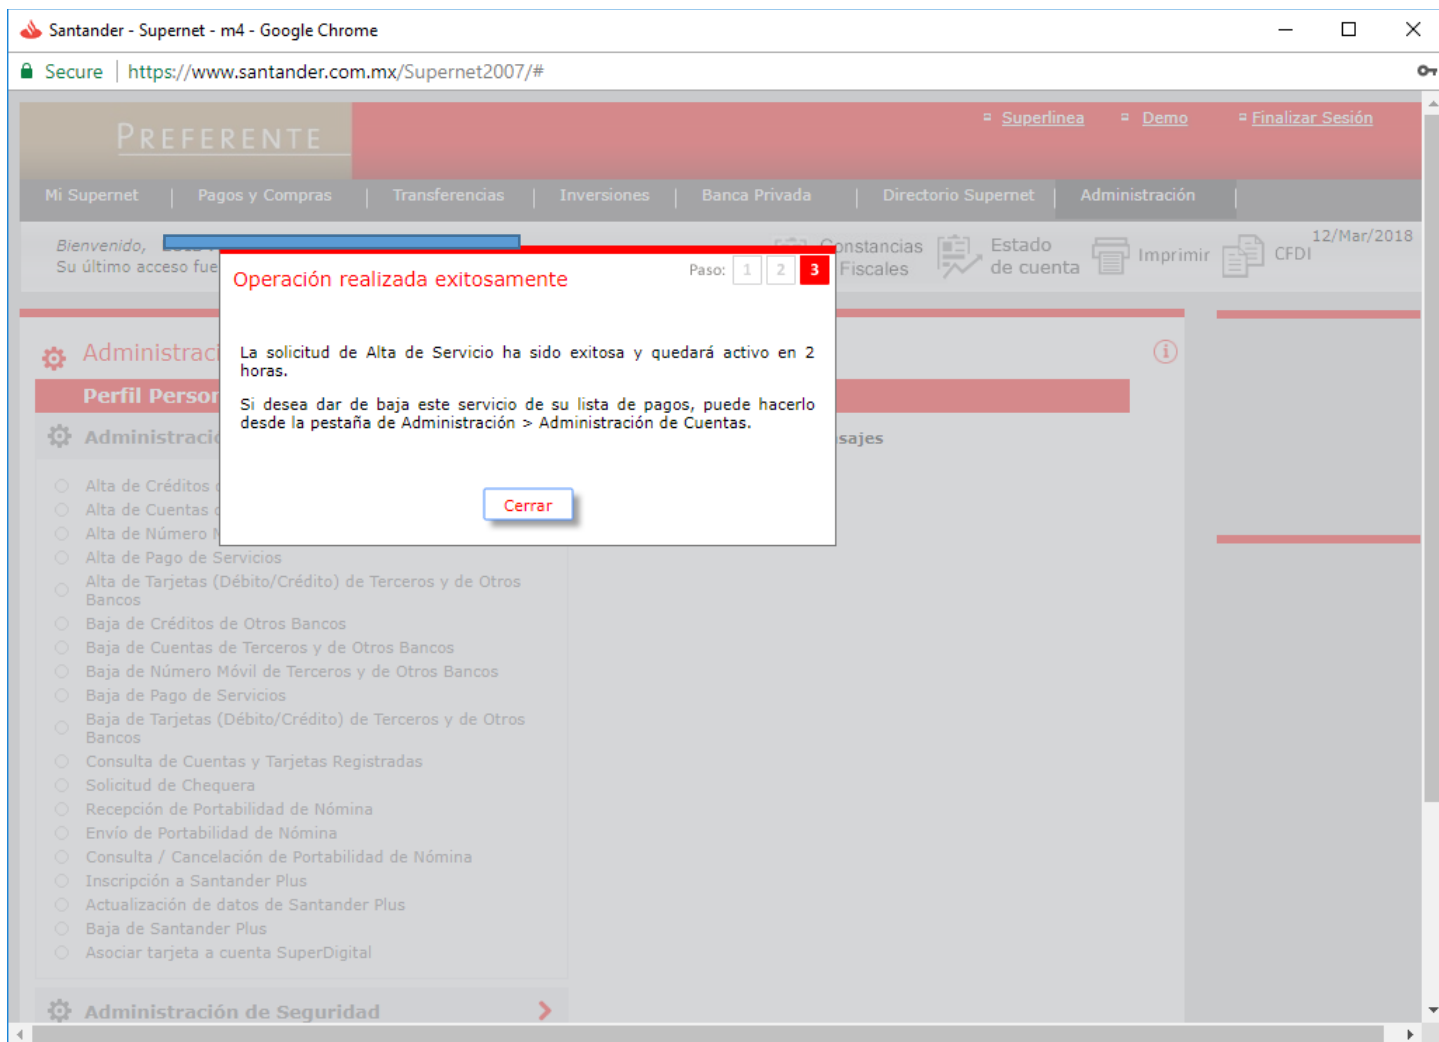 Santander - Supernet - m4 - Google Chrome
Secure | https://www.santander.com.mx/Supernet2007/#
PREFERENTE
Superlinea
Demo
Finalizar Sesión
Mi Supernet | Pagos y Compras | Transferencias | Inversiones | Banca Privada | Directorio Supernet | Administración |
12/Mar/2018
Bienvenido,
Su último acceso fue
Constancias
Fiscales
Estado
de cuenta
Imprimir
CFDI
Operación realizada exitosamente
Paso: 1 2 3
La solicitud de Alta de Servicio ha sido exitosa y quedará activo en 2
horas.
Si desea dar de baja este servicio de su lista de pagos, puede hacerlo
desde la pestaña de Administración > Administración de Cuentas.
Cerrar
Administraci
Perfil Person
Administració
sajes
Alta de Créditos
Alta de Cuentas
Alta de Número
Alta de Pago de Servicios
Alta de Tarjetas (Débito/Crédito) de Terceros y de Otros
Bancos
Baja de Créditos de Otros Bancos
Baja de Cuentas de Terceros y de Otros Bancos
Baja de Número Móvil de Terceros y de Otros Bancos
Baja de Pago de Servicios
Baja de Tarjetas (Débito/Crédito) de Terceros y de Otros
Bancos
Consulta de Cuentas y Tarjetas Registradas
Solicitud de Chequera
Recepción de Portabilidad de Nómina
Envío de Portabilidad de Nómina
Consulta / Cancelación de Portabilidad de Nómina
Inscripción a Santander Plus
Actualización de datos de Santander Plus
Baja de Santander Plus
Asociar tarjeta a cuenta SuperDigital
Administración de Seguridad